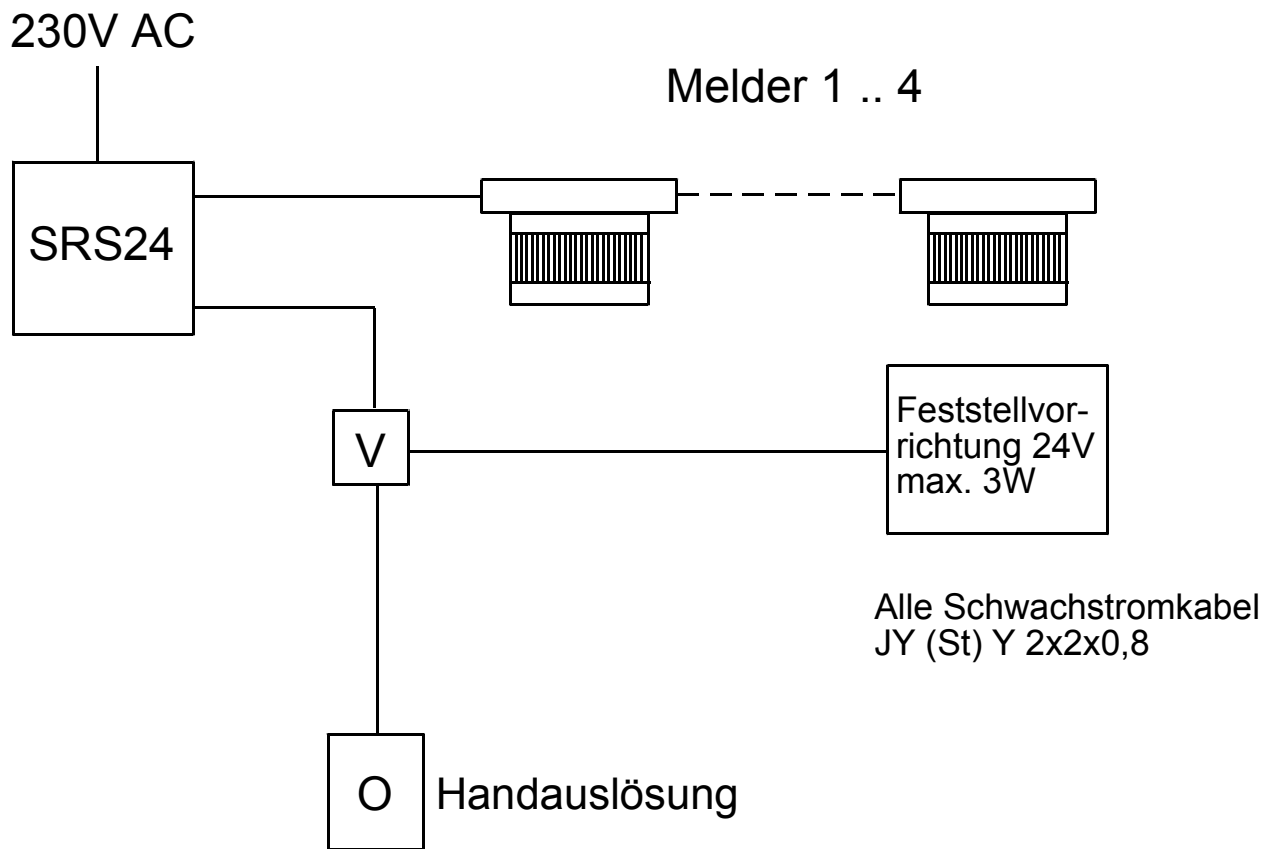 230V AC
Melder 1 .. 4
SRS24
V
Feststellvor-
richtung 24V
max. 3W
Alle Schwachstromkabel
JY (St) Y 2x2x0,8
O
Handauslösung